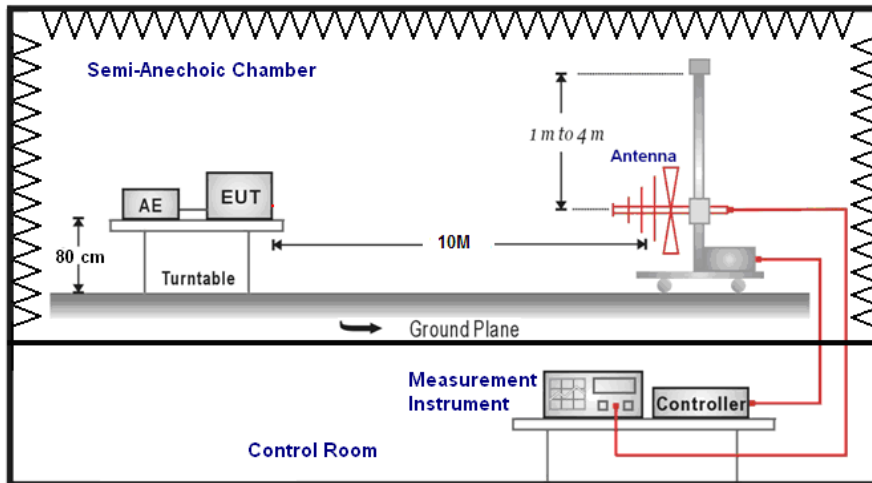 Semi-Anechoic Chamber
1 m to 4 m
Antenna
AE
EUT
10M
80 cm
Turntable
Ground Plane
Measurement
Instrument
Controller
Control Room